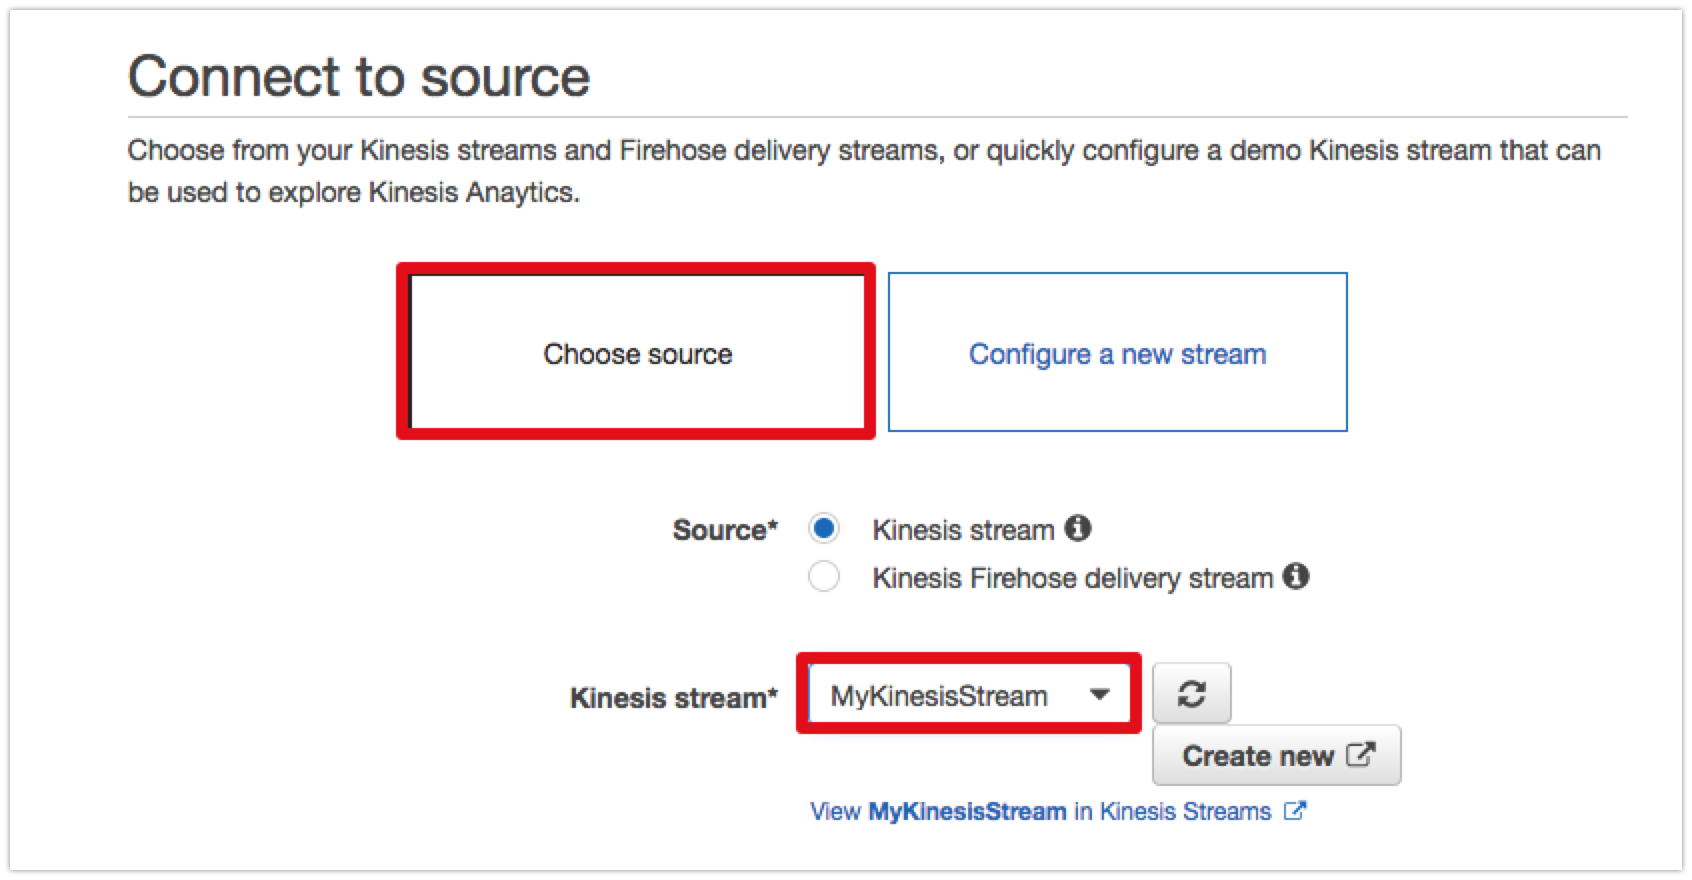 Connect to source
Choose from your Kinesis streams and Firehose delivery streams, or quickly configure a demo Kinesis stream that can
be used to explore Kinesis Anaytics.
Choose source
Configure a new stream
Source* Kinesis stream
Kinesis Firehose delivery stream
Kinesis stream* MyKinesisStream
Create new
View MyKinesisStream in Kinesis Streams